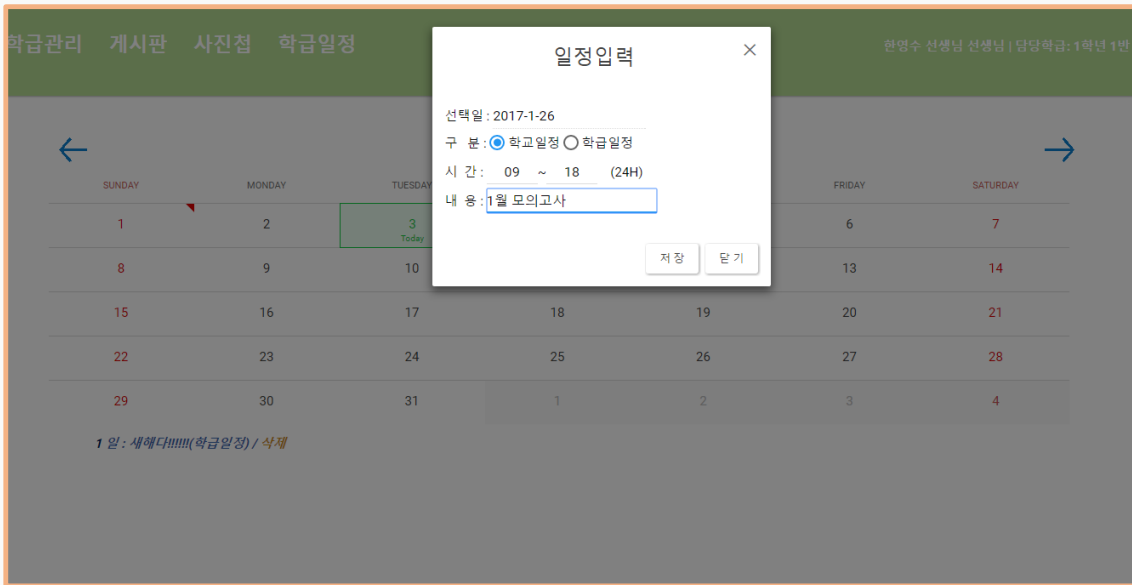 학급관리 게시판 사진첩 학급일정
한영수 선생님 선생님 | 담당학급: 1학년 1반
일정입력
선택일 : 2017-1-26
구 분 : 학교일정 학급일정
시 간 : 09 ~ 18 (24H)
내 용 : 1월 모의고사
저장 닫기
SUNDAY MONDAY TUESDAY FRIDAY SATURDAY
1 2 3 6 7
Today
8 9 10 13 14
15 16 17 18 19 20 21
22 23 24 25 26 27 28
29 30 31 1 2 3 4
1 일 : 새해다!!!!!!(학급일정) / 삭제